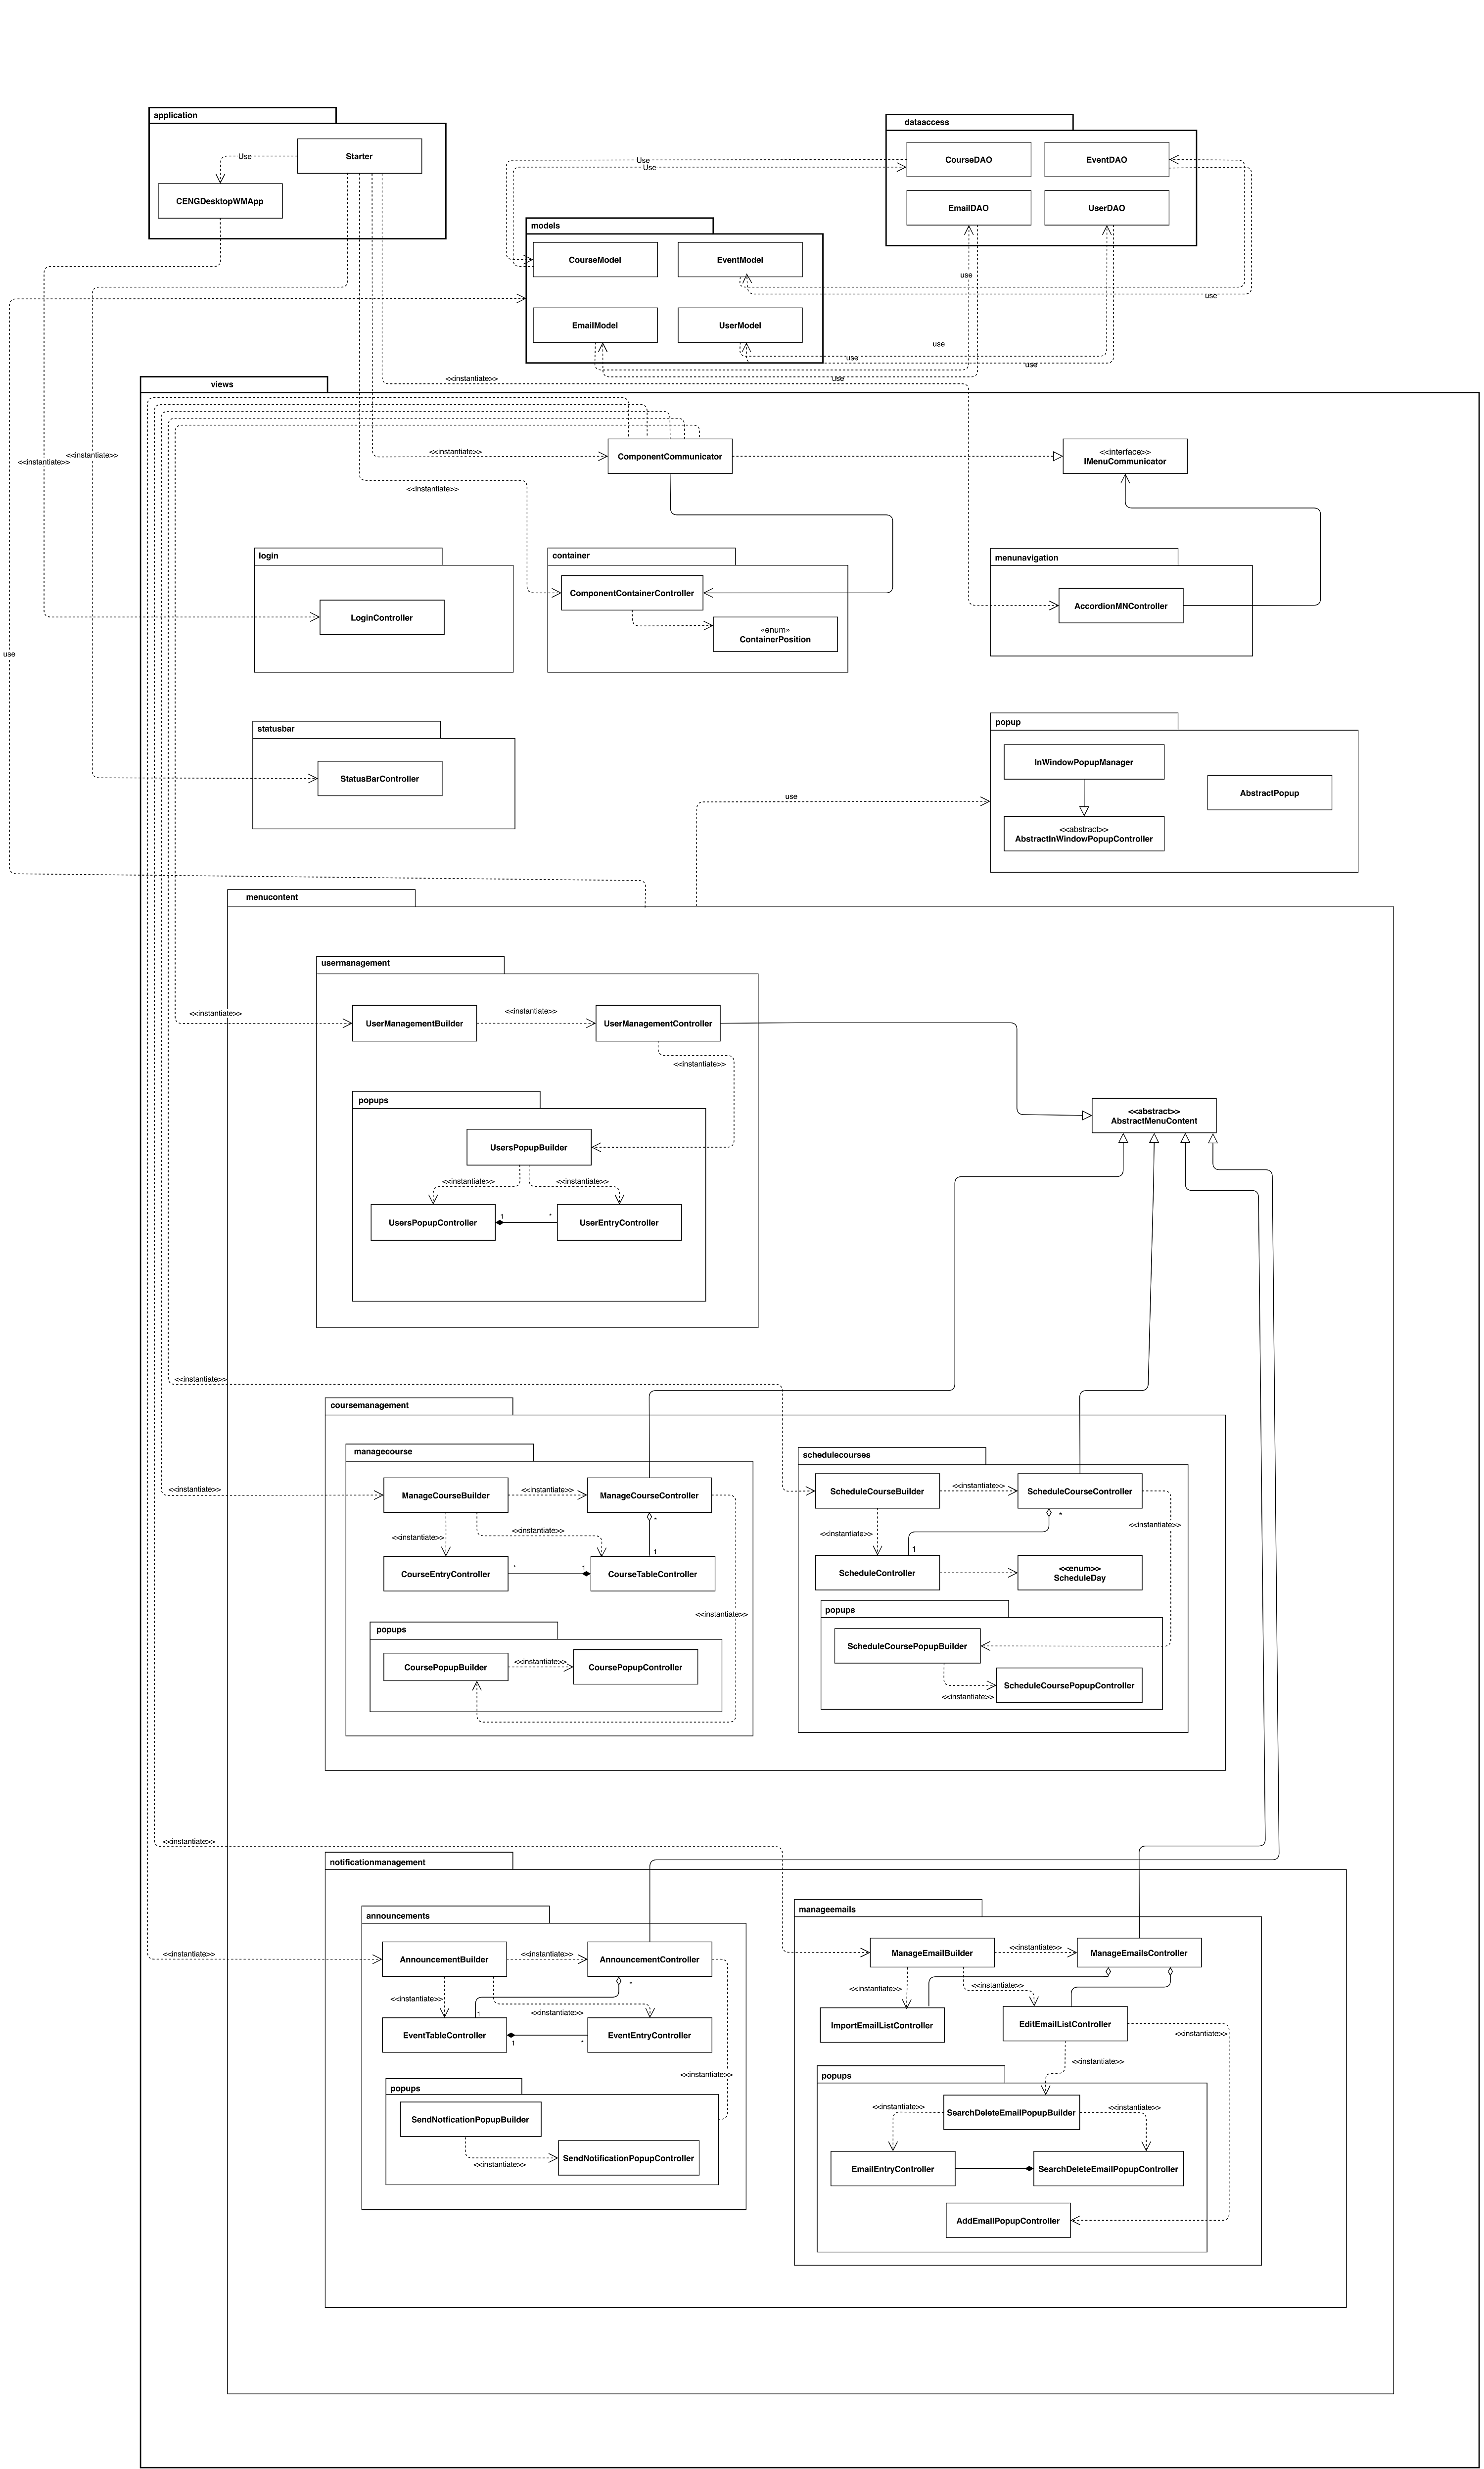 application
Starter
Use
CENGDesktopWMApp
dataaccess
CourseDAO
EventDAO
EmailDAO
UserDAO
Use
Use
models
CourseModel
EventModel
EmailModel
UserModel
use
use
use
use
use
use
views
<<instantiate>>
<<instantiate>>
<<instantiate>>
<<instantiate>>
<<instantiate>>
ComponentCommunicator
<<interface>>
IMenuCommunicator
login
LoginController
container
ComponentContainerController
«enum»
ContainerPosition
menunavigation
AccordionMNController
use
statusbar
StatusBarController
popup
InWindowPopupManager
AbstractPopup
<<abstract>>
AbstractInWindowPopupController
use
menucontent
usermanagement
<<instantiate>>
UserManagementBuilder
<<instantiate>>
UserManagementController
<<instantiate>>
popups
UsersPopupBuilder
<<instantiate>>
<<instantiate>>
UsersPopupController
1
*
UserEntryController
<<abstract>>
AbstractMenuContent
<<instantiate>>
coursemanagement
managecourse
<<instantiate>>
ManageCourseBuilder
<<instantiate>>
ManageCourseController
<<instantiate>>
<<instantiate>>
*
1
CourseEntryController
*
1
CourseTableController
<<instantiate>>
popups
CoursePopupBuilder
<<instantiate>>
CoursePopupController
schedulecourses
ScheduleCourseBuilder
<<instantiate>>
ScheduleCourseController
<<instantiate>>
*
<<instantiate>>
1
ScheduleController
<<enum>>
ScheduleDay
popups
ScheduleCoursePopupBuilder
<<instantiate>>
ScheduleCoursePopupController
<<instantiate>>
notificationmanagement
announcements
<<instantiate>>
AnnouncementBuilder
<<instantiate>>
AnnouncementController
<<instantiate>>
*
1
<<instantiate>>
EventTableController
1
*
EventEntryController
<<instantiate>>
popups
SendNotficationPopupBuilder
<<instantiate>>
SendNotificationPopupController
manageemails
ManageEmailBuilder
<<instantiate>>
ManageEmailsController
<<instantiate>>
<<instantiate>>
ImportEmailListController
EditEmailListController
<<instantiate>>
<<instantiate>>
popups
<<instantiate>>
SearchDeleteEmailPopupBuilder
<<instantiate>>
EmailEntryController
SearchDeleteEmailPopupController
AddEmailPopupController